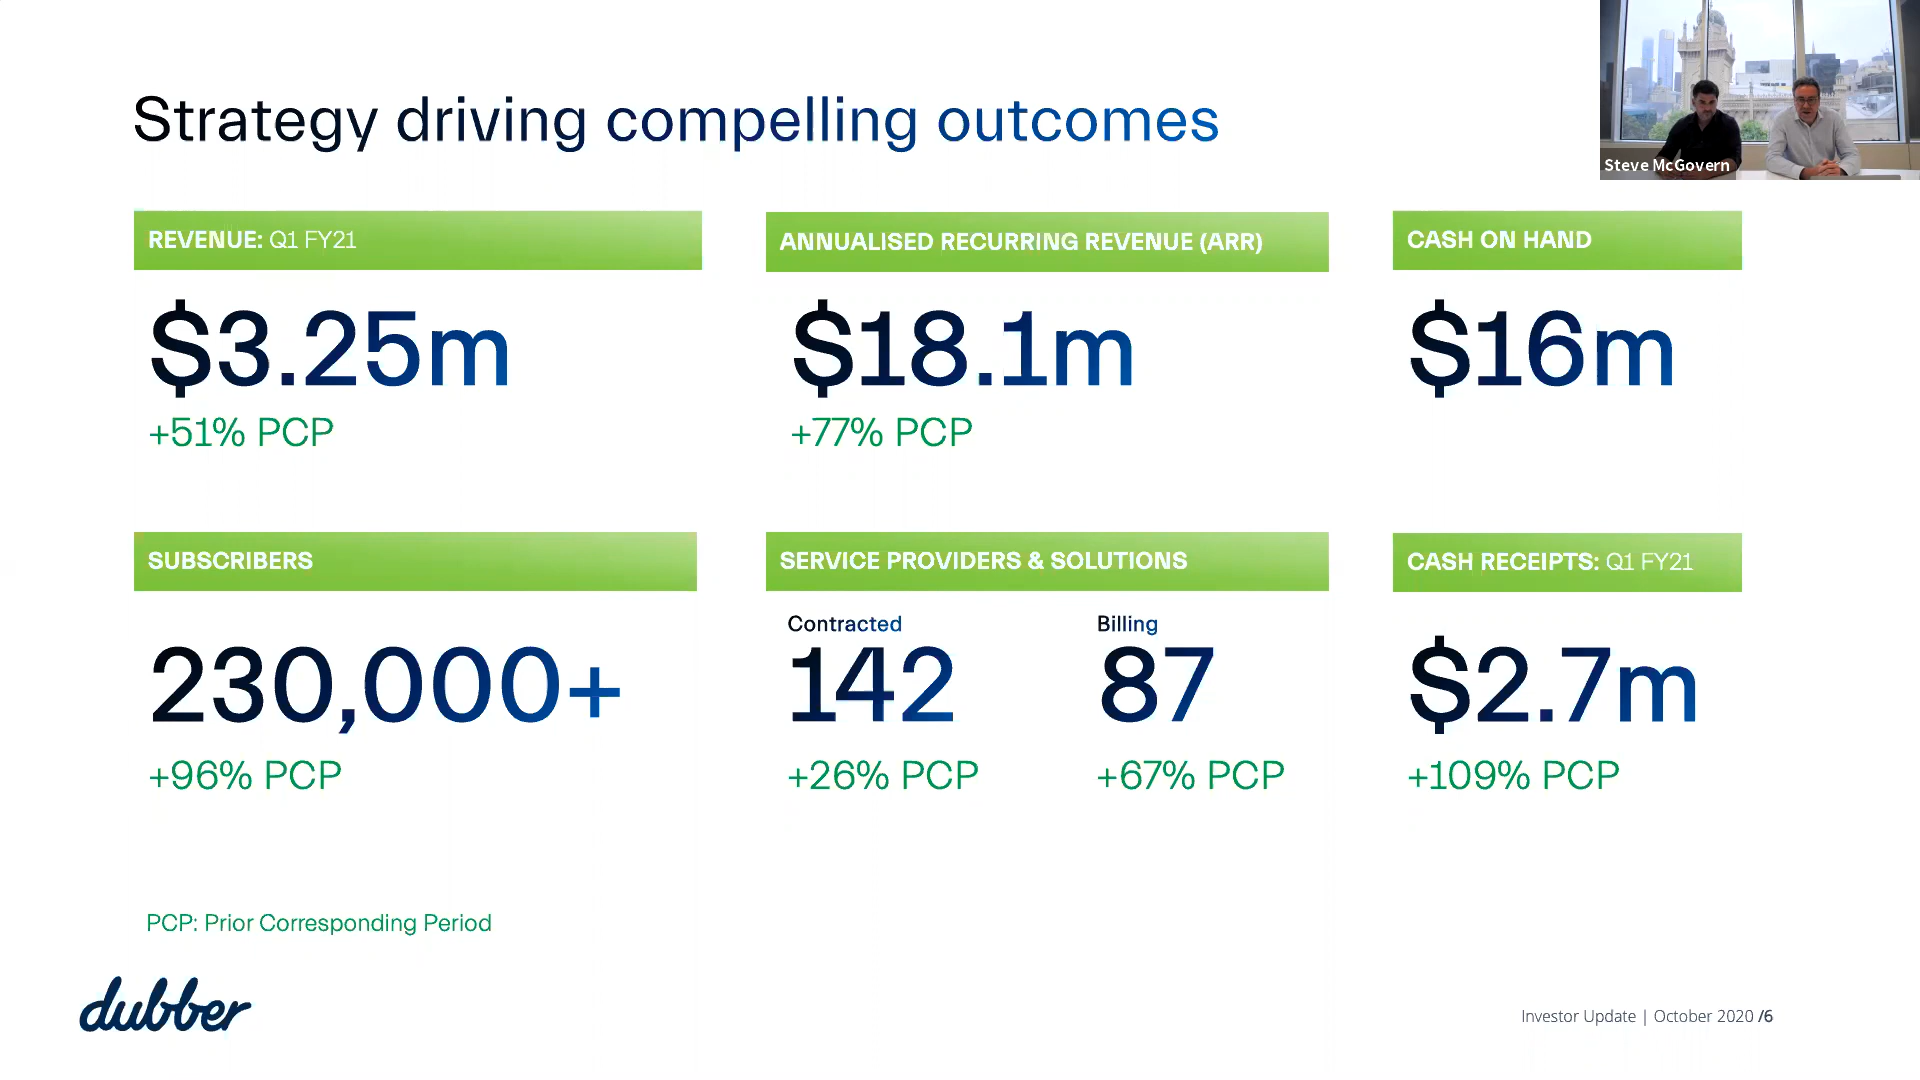 Strategy driving compelling outcomes
Steve McGovern
REVENUE: Q1 FY21
$3.25m
+51% PCP
ANNUALISED RECURRING REVENUE (ARR)
$18.1m
+77% PCP
CASH ON HAND
$16m
SUBSCRIBERS
230,000+
+96% PCP
SERVICE PROVIDERS & SOLUTIONS
Contracted
142
+26% PCP
Billing
87
+67% PCP
CASH RECEIPTS: Q1 FY21
$2.7m
+109% PCP
PCP: Prior Corresponding Period
dubber
Investor Update | October 2020 /6